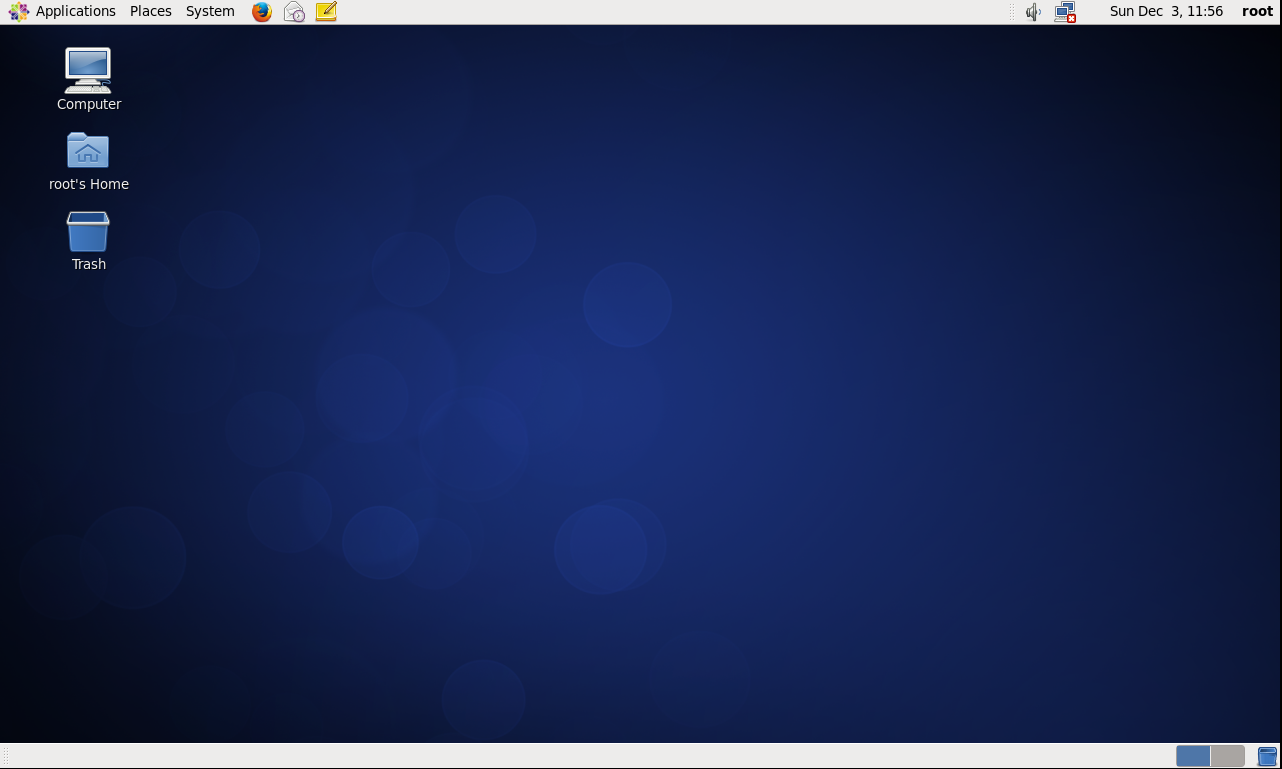 Applications Places System Sun Dec  3, 11:56 root
Computer
root's Home
Trash